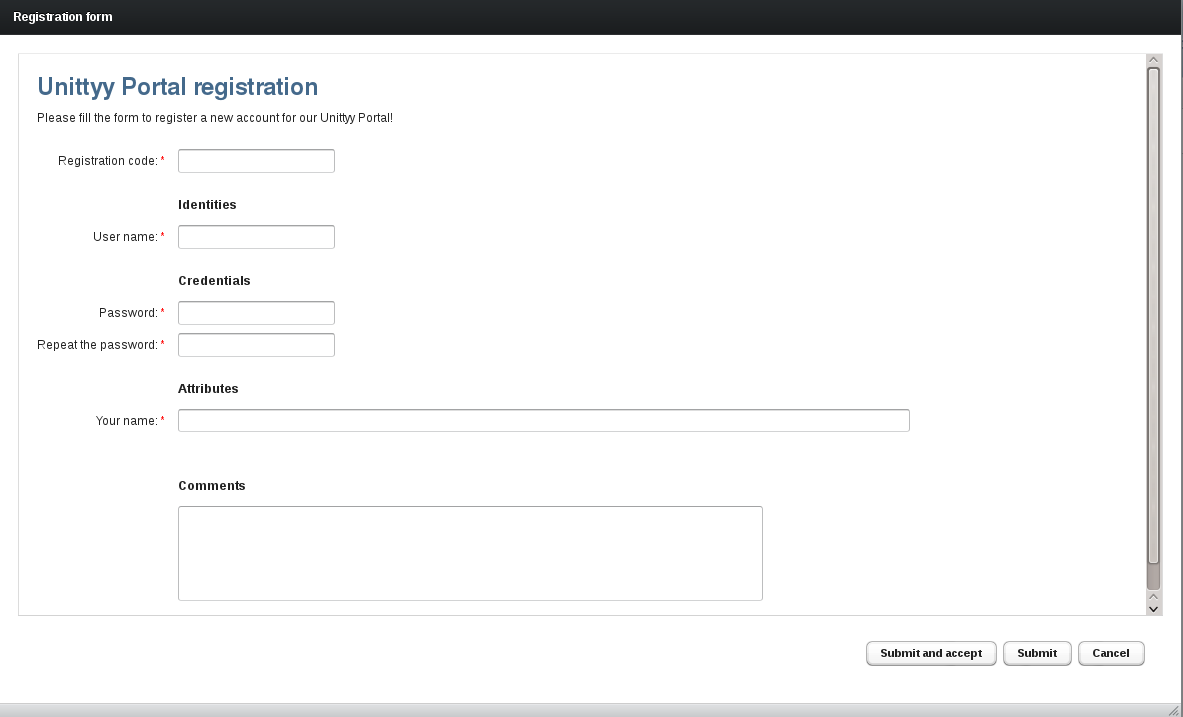 Registration form
Unittyy Portal registration
Please fill the form to register a new account for our Unittyy Portal!
Registration code: *
Identities
User name: *
Credentials
Password: *
Repeat the password: *
Attributes
Your name: *
Comments
Submit and accept Submit Cancel